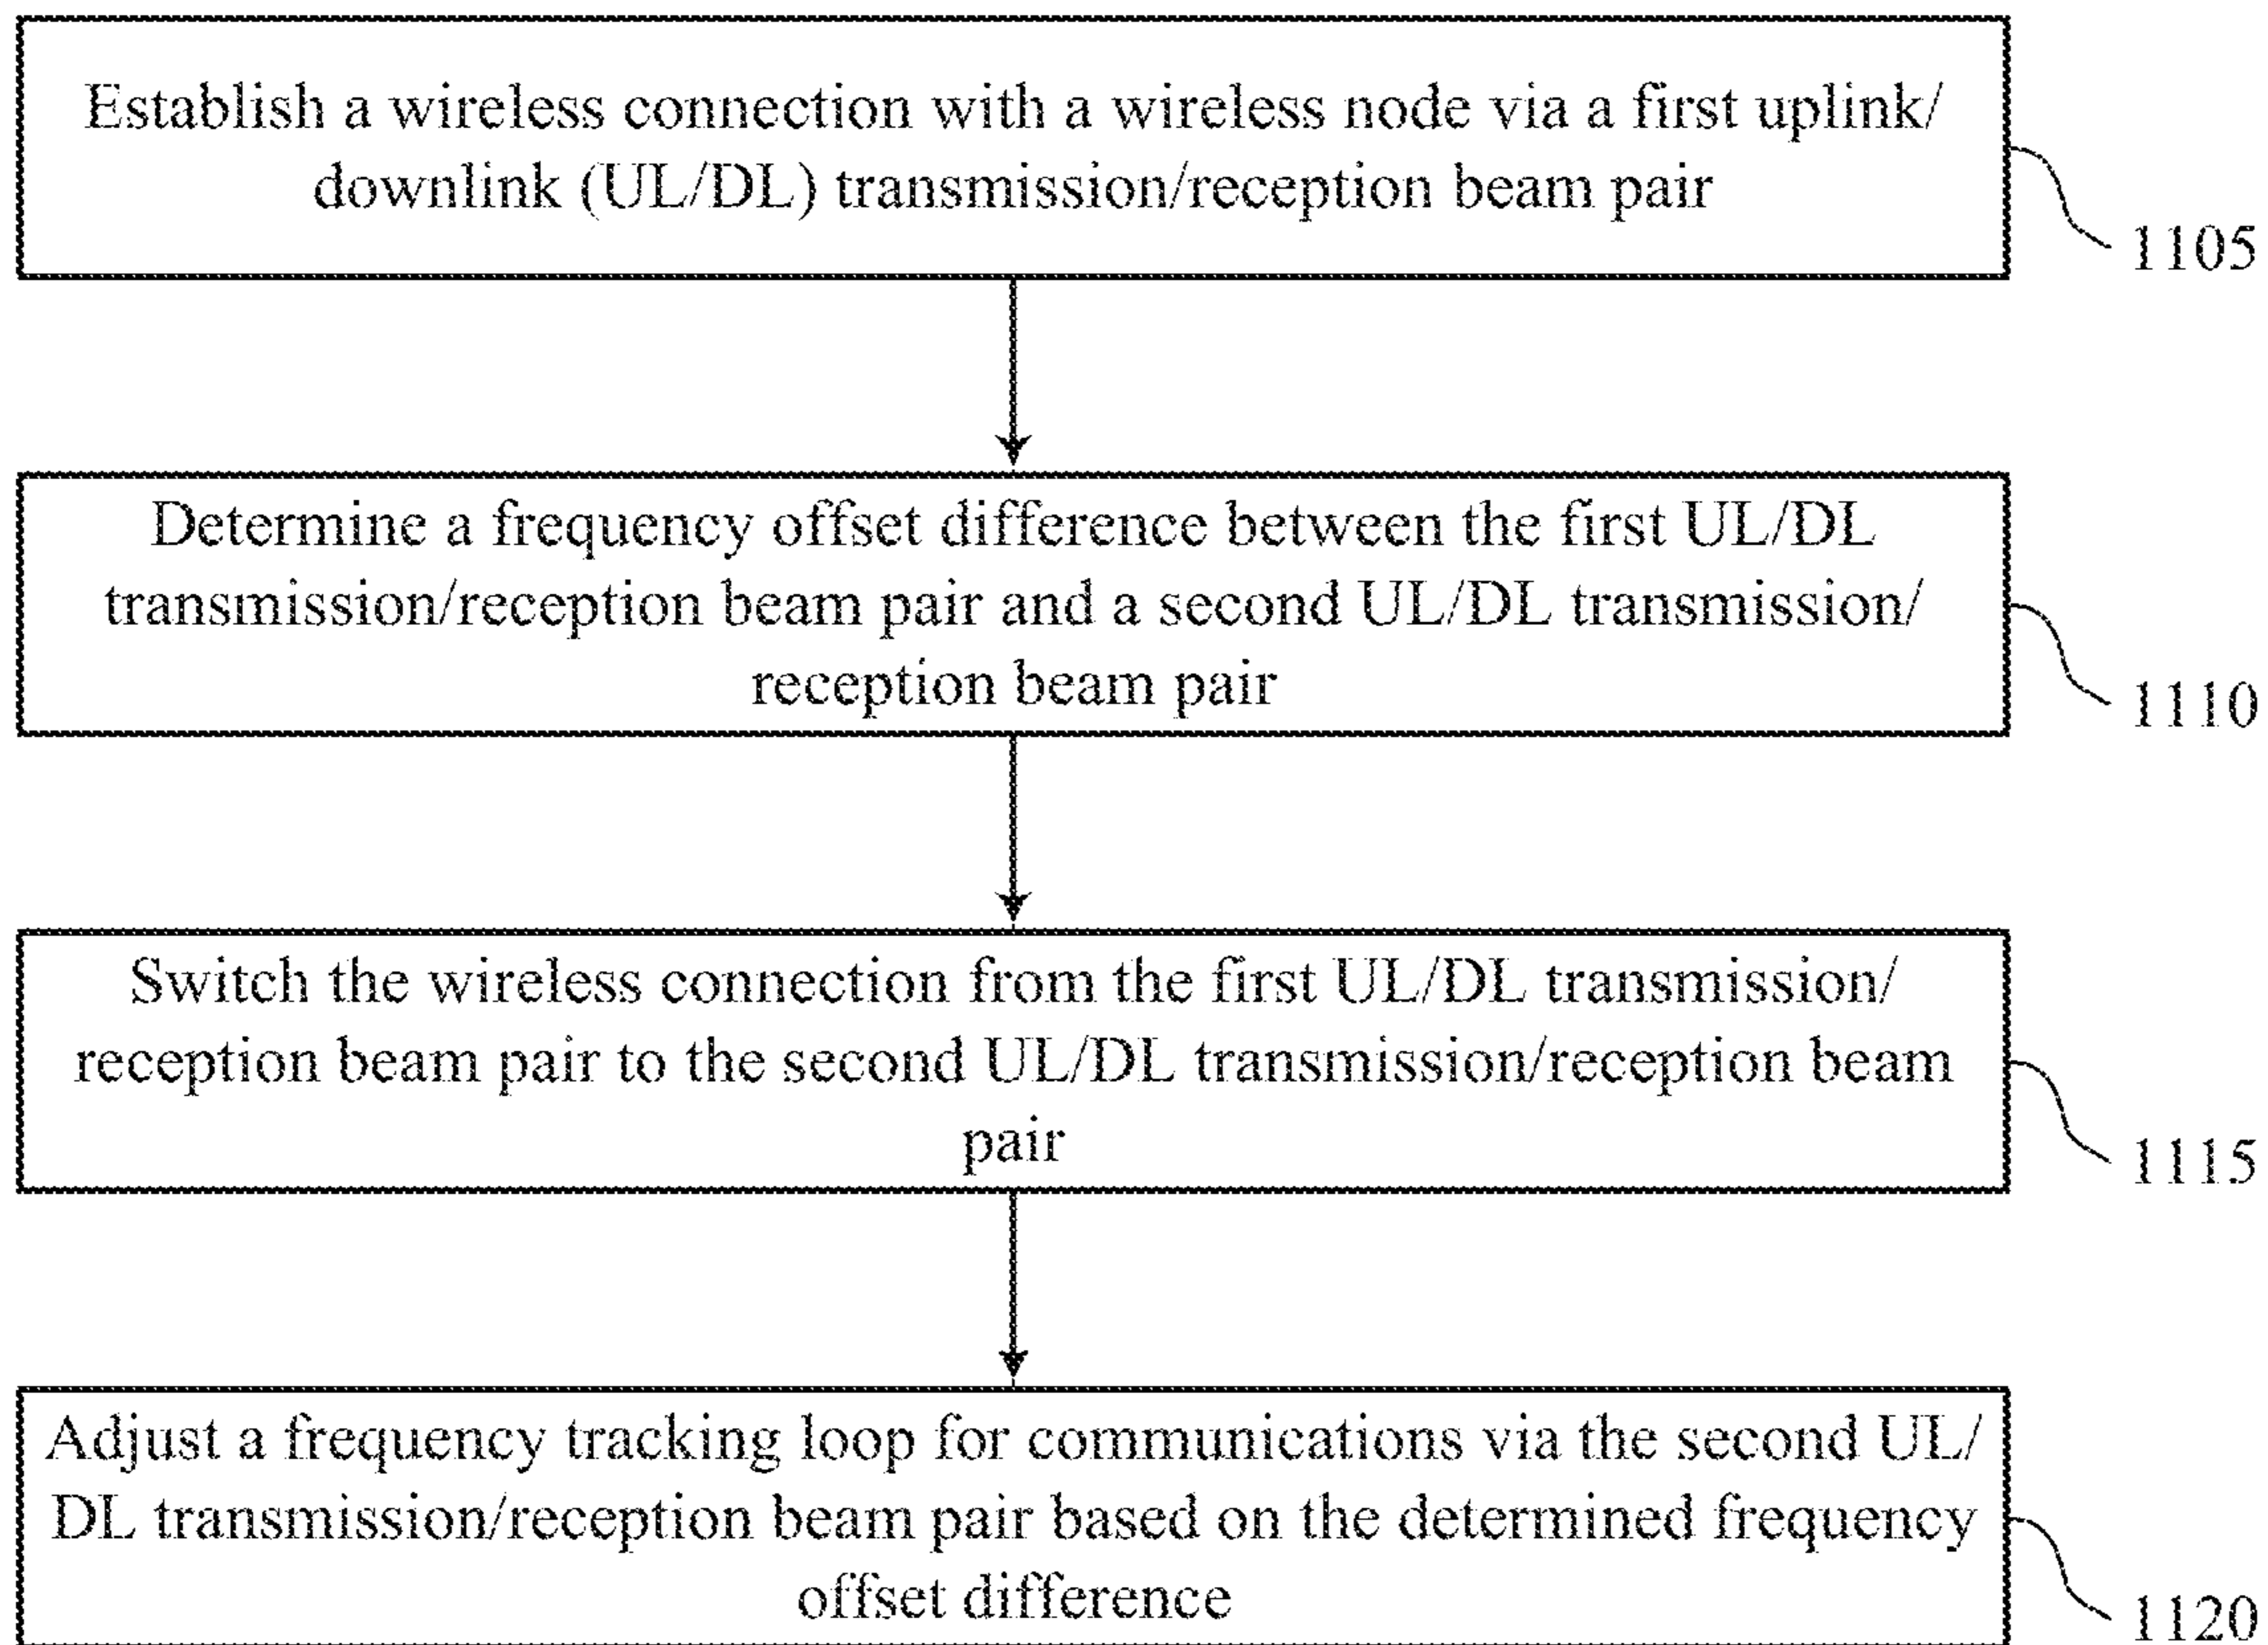 Establish a wireless connection with a wireless node via a first uplink/
downlink (UL/DL) transmission/reception beam pair
1105
Determine a frequency offset difference between the first UL/DL
transmission/reception beam pair and a second UL/DL transmission/
reception beam pair
1110
Switch the wireless connection from the first UL/DL transmission/
reception beam pair to the second UL/DL transmission/reception beam
pair
1115
Adjust a frequency tracking loop for communications via the second UL/
DL transmission/reception beam pair based on the determined frequency
offset difference
1120